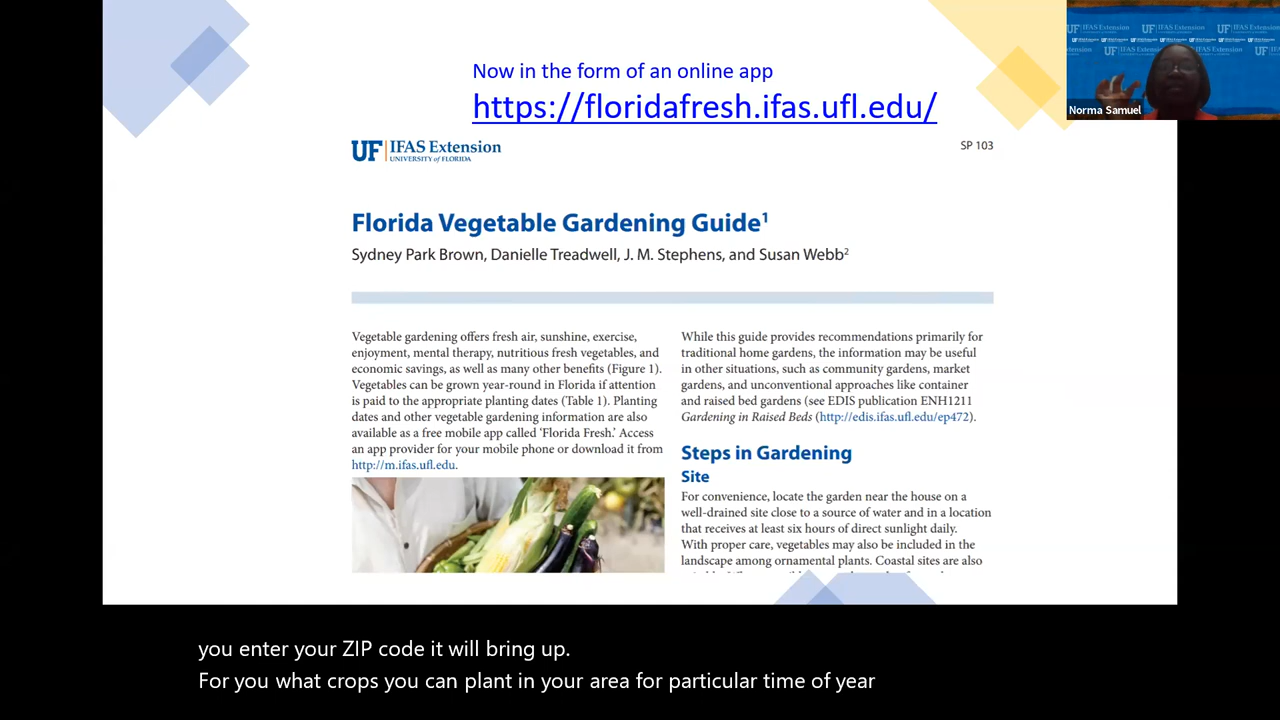 Now in the form of an online app
https://floridafresh.ifas.ufl.edu/
UF IFAS Extension
UNIVERSITY of FLORIDA
SP 103
Florida Vegetable Gardening Guide1
Sydney Park Brown, Danielle Treadwell, J. M. Stephens, and Susan Webb2
Vegetable gardening offers fresh air, sunshine, exercise,
enjoyment, mental therapy, nutritious fresh vegetables, and
economic savings, as well as many other benefits (Figure 1).
Vegetables can be grown year-round in Florida if attention
is paid to the appropriate planting dates (Table 1). Planting
dates and other vegetable gardening information are also
available as a free mobile app called ‘Florida Fresh.’ Access
an app provider for your mobile phone or download it from
http://m.ifas.ufl.edu.
While this guide provides recommendations primarily for
traditional home gardens, the information may be useful
in other situations, such as community gardens, market
gardens, and unconventional approaches like container
and raised bed gardens (see EDIS publication ENH1211
Gardening in Raised Beds (http://edis.ifas.ufl.edu/ep472).
Steps in Gardening
Site
For convenience, locate the garden near the house on a
well-drained site close to a source of water and in a location
that receives at least six hours of direct sunlight daily.
With proper care, vegetables may also be included in the
landscape among ornamental plants. Coastal sites are also
UF IFAS Extension UF IFAS Extension UF IFAS Extension
UF IFAS Extension
Norma Samuel
you enter your ZIP code it will bring up.
For you what crops you can plant in your area for particular time of year